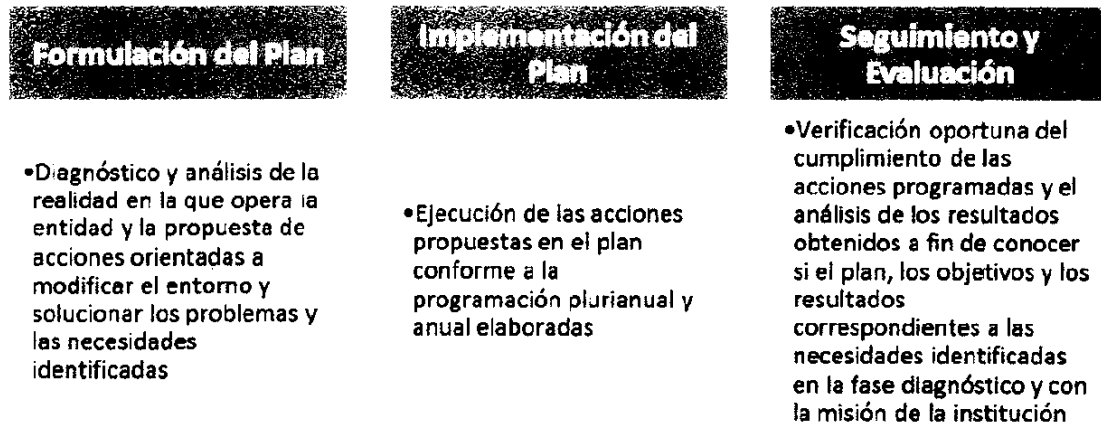 Formulación del Plan
•Diagnóstico y análisis de la
realidad en la que opera la
entidad y la propuesta de
acciones orientadas a
modificar el entorno y
solucionar los problemas y
las necesidades
identificadas
Implementación del
Plan
•Ejecución de las acciones
propuestas en el plan
conforme a la
programación plurianual y
anual elaboradas
Seguimiento y
Evaluación
•Verificación oportuna del
cumplimiento de las
acciones programadas y el
análisis de los resultados
obtenidos a fin de conocer
si el plan, los objetivos y los
resultados
correspondientes a las
necesidades identificadas
en la fase diagnóstico y con
la misión de la institución